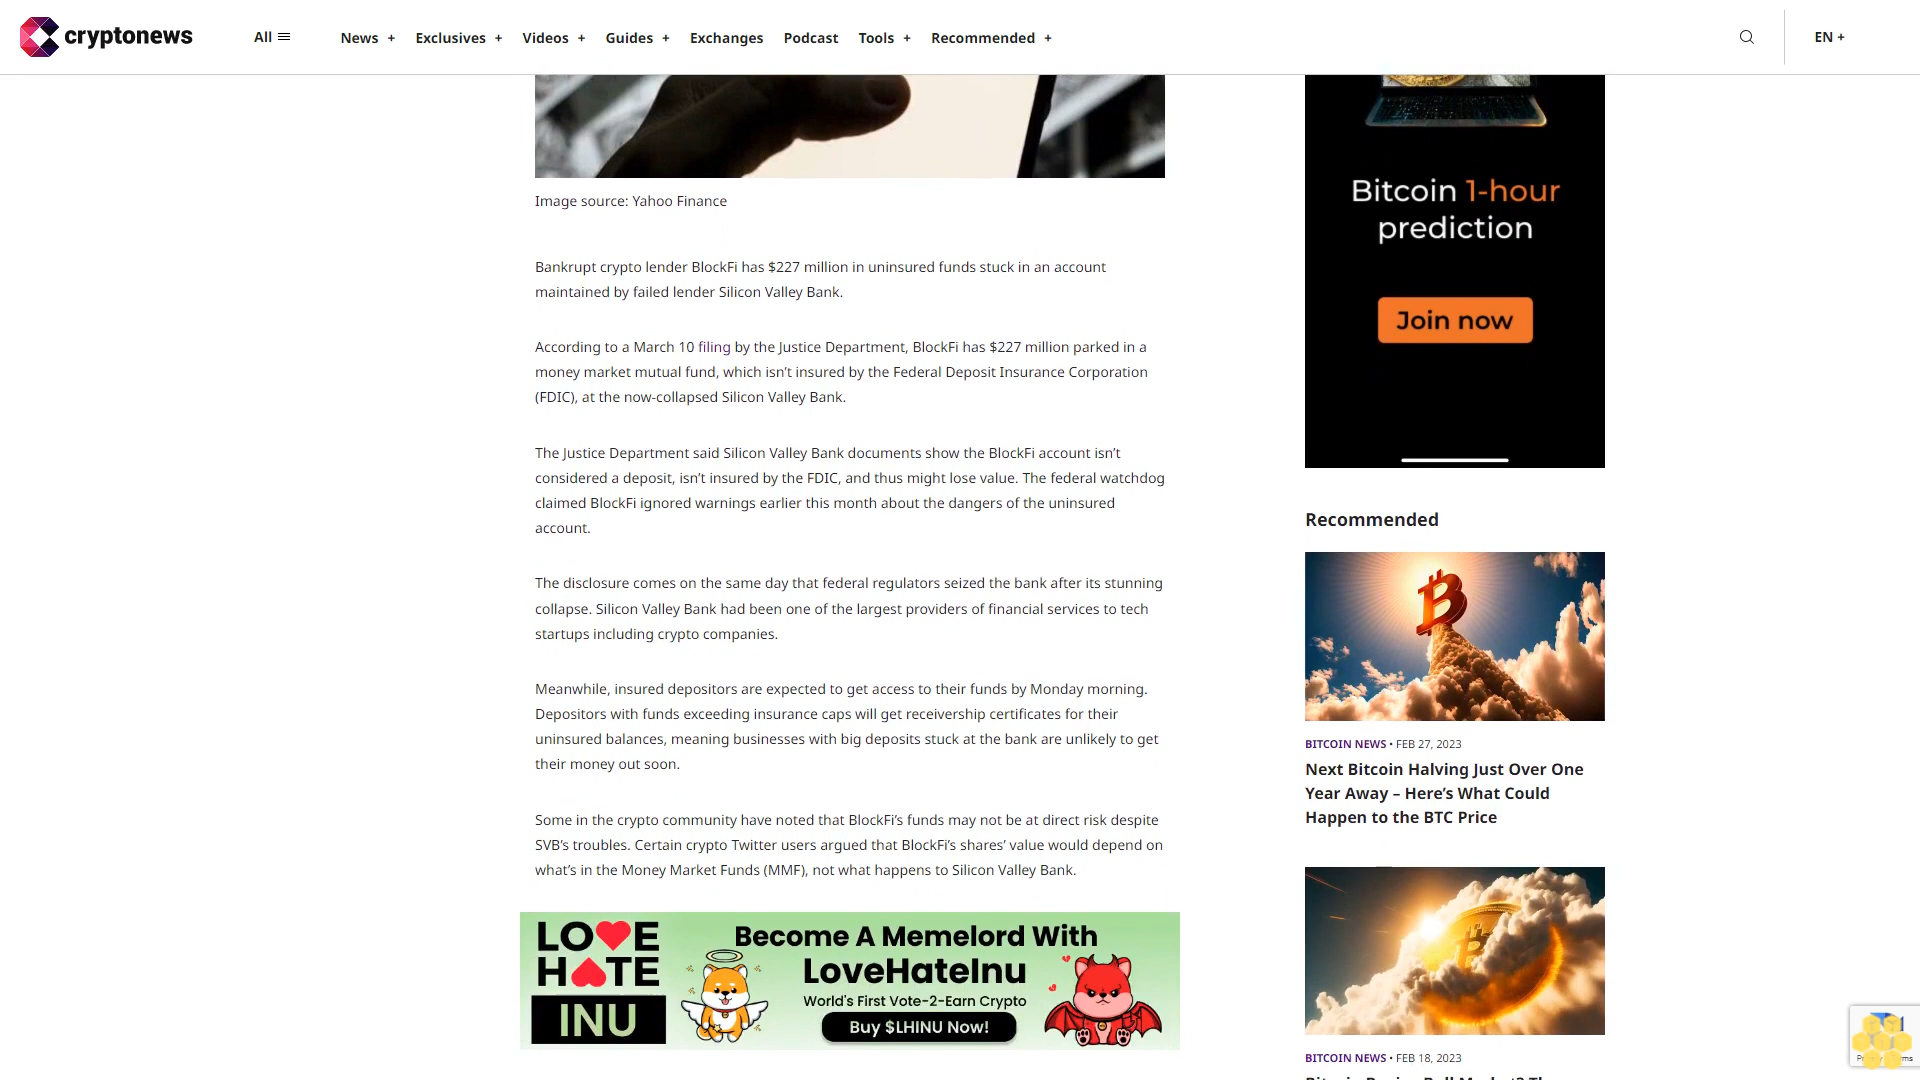 cryptonews
All
News +
Exclusives +
Videos +
Guides +
Exchanges
Podcast
Tools +
Recommended +
EN +
Image source: Yahoo Finance
Bankrupt crypto lender BlockFi has $227 million in uninsured funds stuck in an account
maintained by failed lender Silicon Valley Bank.
According to a March 10 filing by the Justice Department, BlockFi has $227 million parked in a
money market mutual fund, which isn’t insured by the Federal Deposit Insurance Corporation
(FDIC), at the now-collapsed Silicon Valley Bank.
The Justice Department said Silicon Valley Bank documents show the BlockFi account isn’t
considered a deposit, isn’t insured by the FDIC, and thus might lose value. The federal watchdog
claimed BlockFi ignored warnings earlier this month about the dangers of the uninsured
account.
The disclosure comes on the same day that federal regulators seized the bank after its stunning
collapse. Silicon Valley Bank had been one of the largest providers of financial services to tech
startups including crypto companies.
Meanwhile, insured depositors are expected to get access to their funds by Monday morning.
Depositors with funds exceeding insurance caps will get receivership certificates for their
uninsured balances, meaning businesses with big deposits stuck at the bank are unlikely to get
their money out soon.
Some in the crypto community have noted that BlockFi’s funds may not be at direct risk despite
SVB’s troubles. Certain crypto Twitter users argued that BlockFi’s shares’ value would depend on
what’s in the Money Market Funds (MMF), not what happens to Silicon Valley Bank.
LOVE
HATE
INU
Become A Memelord With
LoveHateInu
World's First Vote-2-Earn Crypto
Buy $LHINU Now!
Bitcoin 1-hour
prediction
Join now
Recommended
BITCOIN NEWS • FEB 27, 2023
Next Bitcoin Halving Just Over One
Year Away – Here’s What Could
Happen to the BTC Price
BITCOIN NEWS • FEB 18, 2023